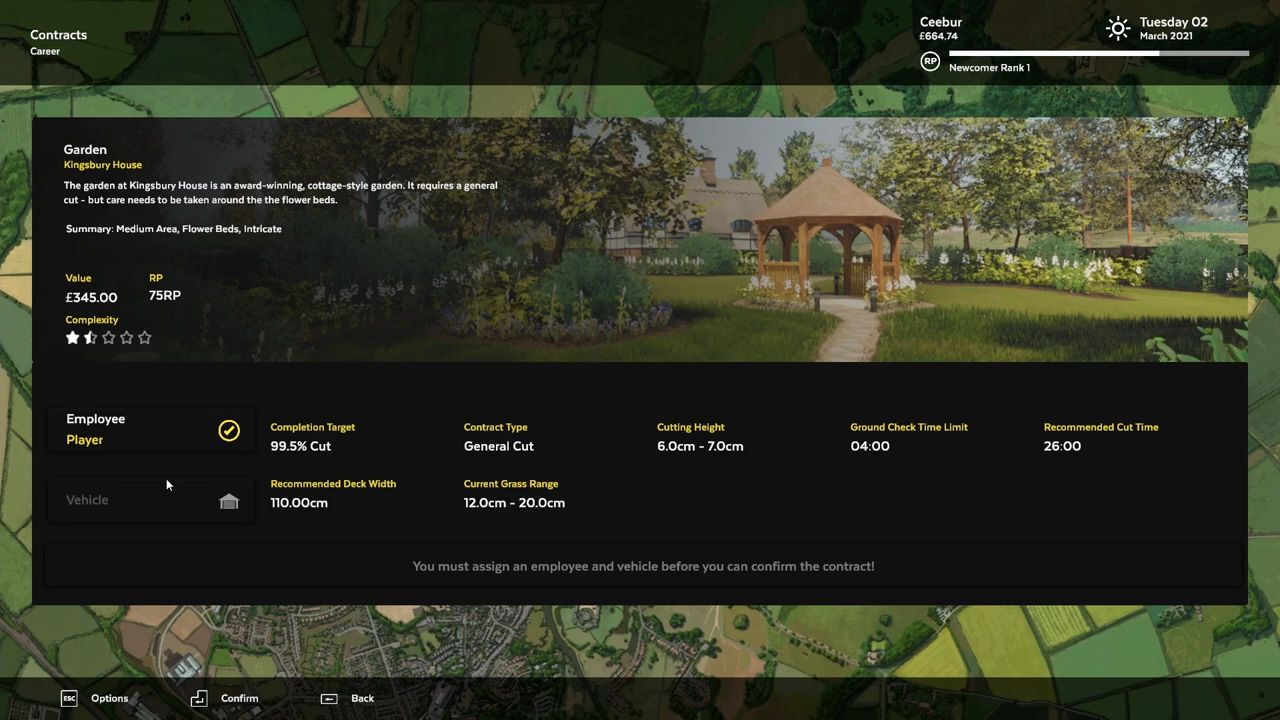 Contracts
Career
Ceebur
£664.74
Tuesday 02
March 2021
RP
Newcomer Rank 1
Garden
Kingsbury House
The garden at Kingsbury House is an award-winning, cottage-style garden. It requires a general
cut - but care needs to be taken around the the flower beds.
Summary: Medium Area, Flower Beds, Intricate
Value
RP
£345.00
75RP
Complexity
Employee
Player
Completion Target
99.5% Cut
Contract Type
General Cut
Cutting Height
6.0cm - 7.0cm
Ground Check Time Limit
04:00
Recommended Cut Time
26:00
Vehicle
Recommended Deck Width
110.00cm
Current Grass Range
12.0cm - 20.0cm
You must assign an employee and vehicle before you can confirm the contract!
ESC
Options
Confirm
Back